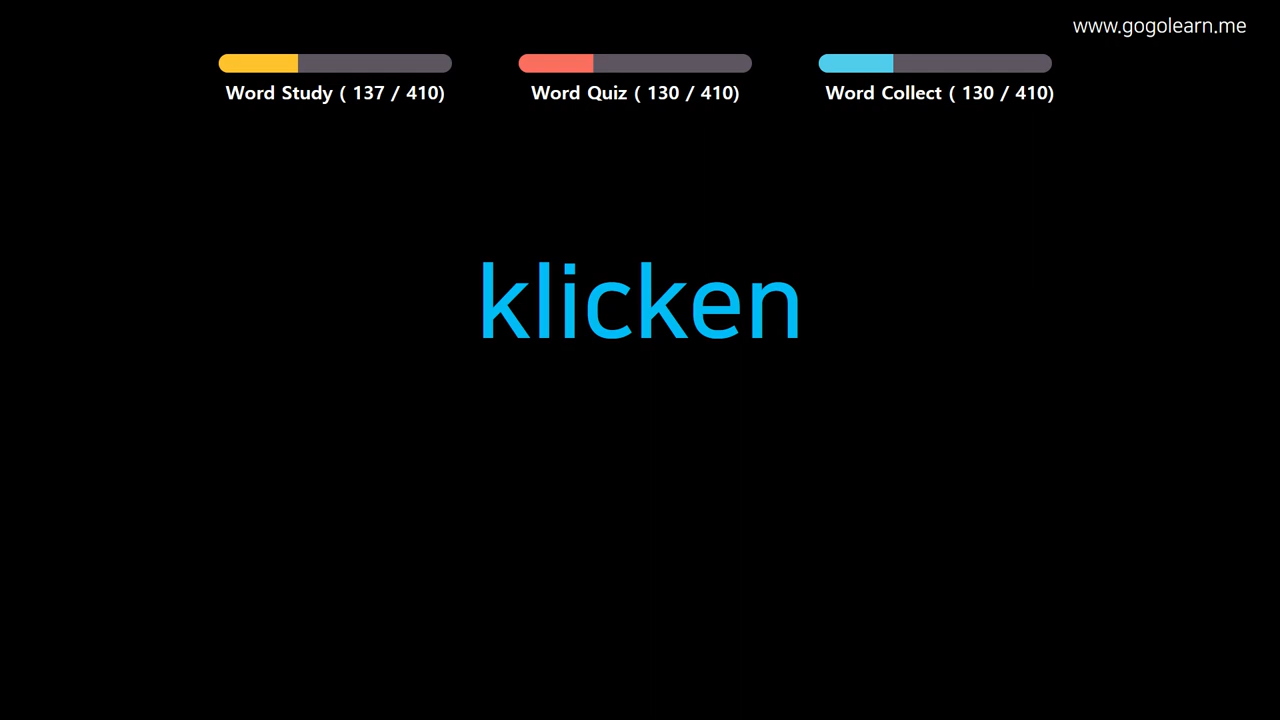 www.gogolearn.me
Word Study ( 137 / 410)
Word Quiz ( 130 / 410)
Word Collect ( 130 / 410)
klicken